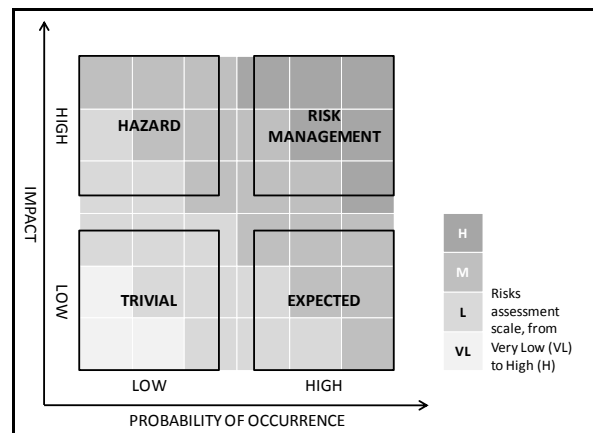 IMPACT
HIGH
LOW
HAZARD
RISK
MANAGEMENT
TRIVIAL
EXPECTED
LOW
HIGH
PROBABILITY OF OCCURRENCE
H
M
L
VL
Risks
assessment
scale, from
Very Low (VL)
to High (H)